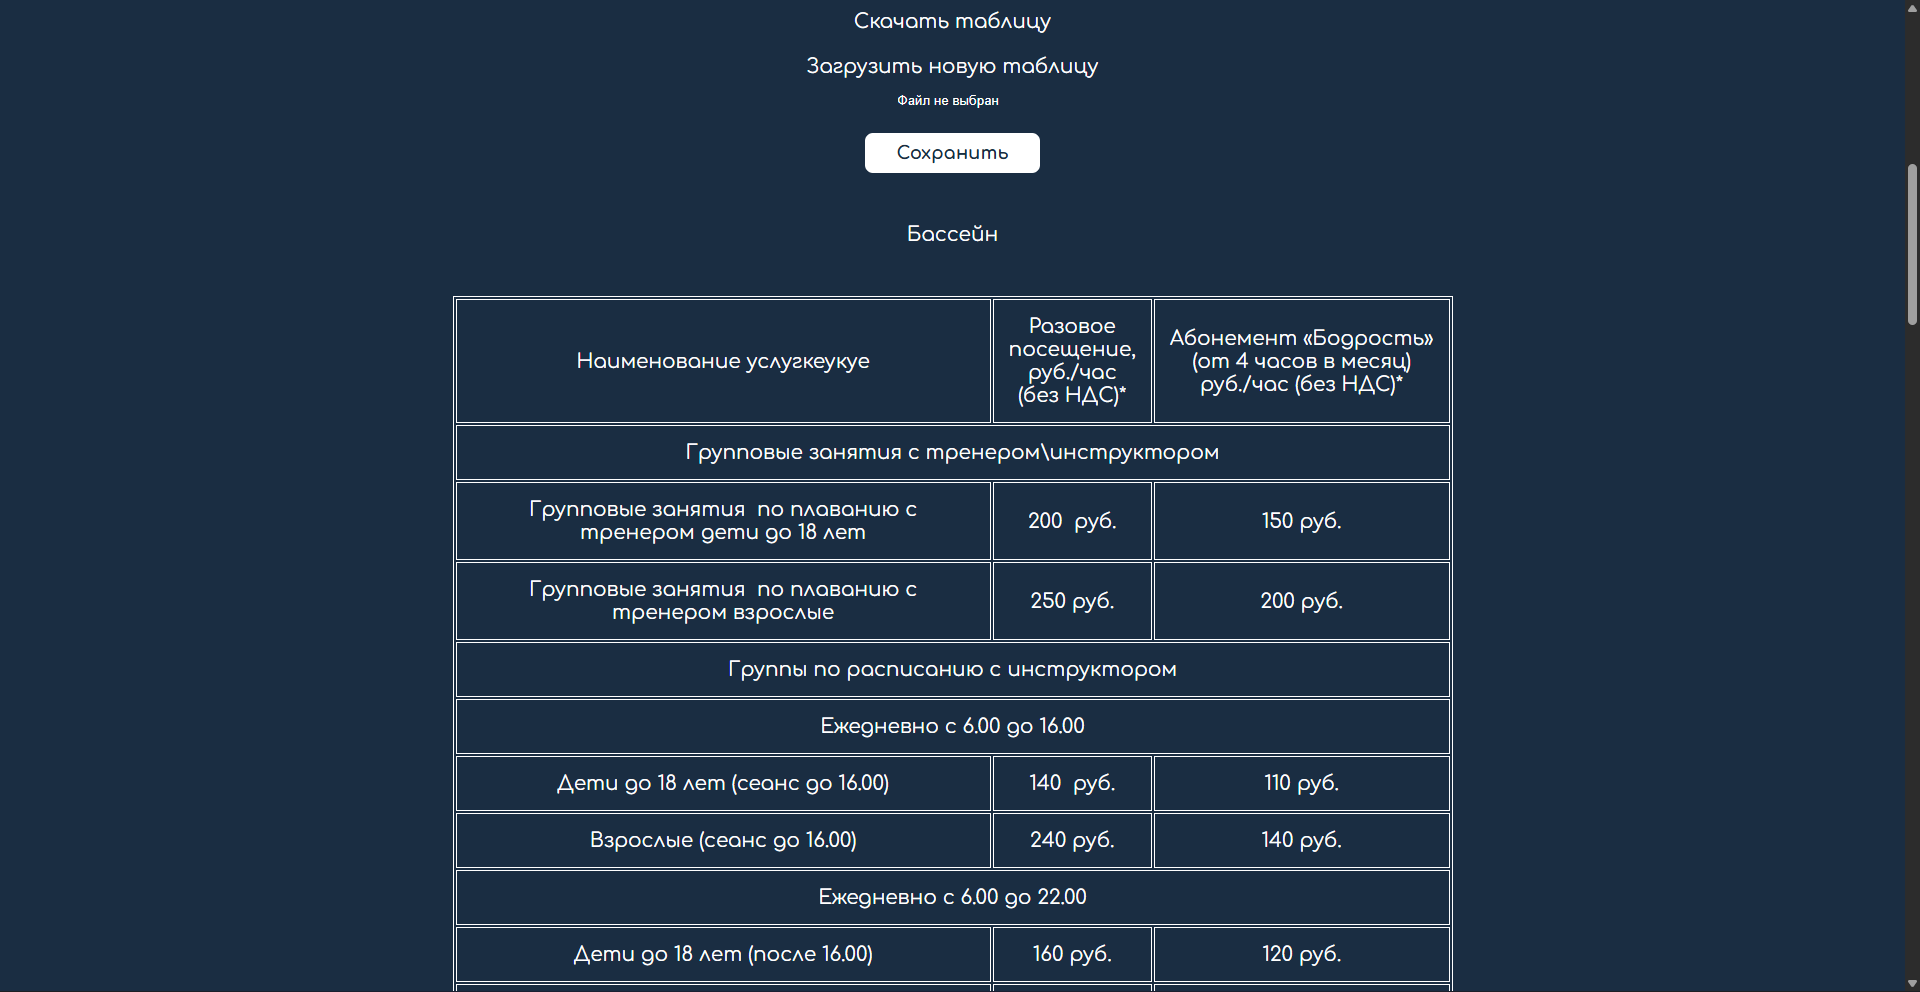 Скачать таблицу
Загрузить новую таблицу
Файл не выбран
Сохранить
Бассейн
Наименование услугкеукуе
Разовое
посещение,
руб./час
(без НДС)*
Абонемент «Бодрость»
(от 4 часов в месяц)
руб./час (без НДС)*
Групповые занятия с тренером\инструктором
Групповые занятия  по плаванию с
тренером дети до 18 лет
200  руб.
150 руб.
Групповые занятия  по плаванию с
тренером взрослые
250 руб.
200 руб.
Группы по расписанию с инструктором
Ежедневно с 6.00 до 16.00
Дети до 18 лет (сеанс до 16.00)
140  руб.
110 руб.
Взрослые (сеанс до 16.00)
240 руб.
140 руб.
Ежедневно с 6.00 до 22.00
Дети до 18 лет (после 16.00)
160 руб.
120 руб.